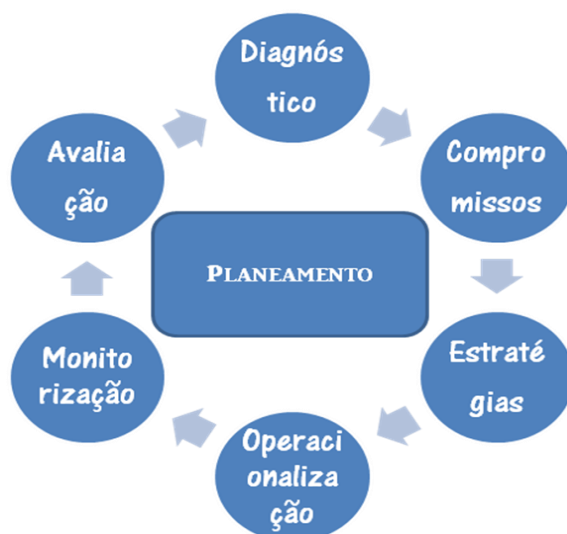 Diagnós
tico
Compro
missos
Estraté
gias
Operaci
onaliza
ção
Monito
rização
Avalia
ção
PLANEAMENTO